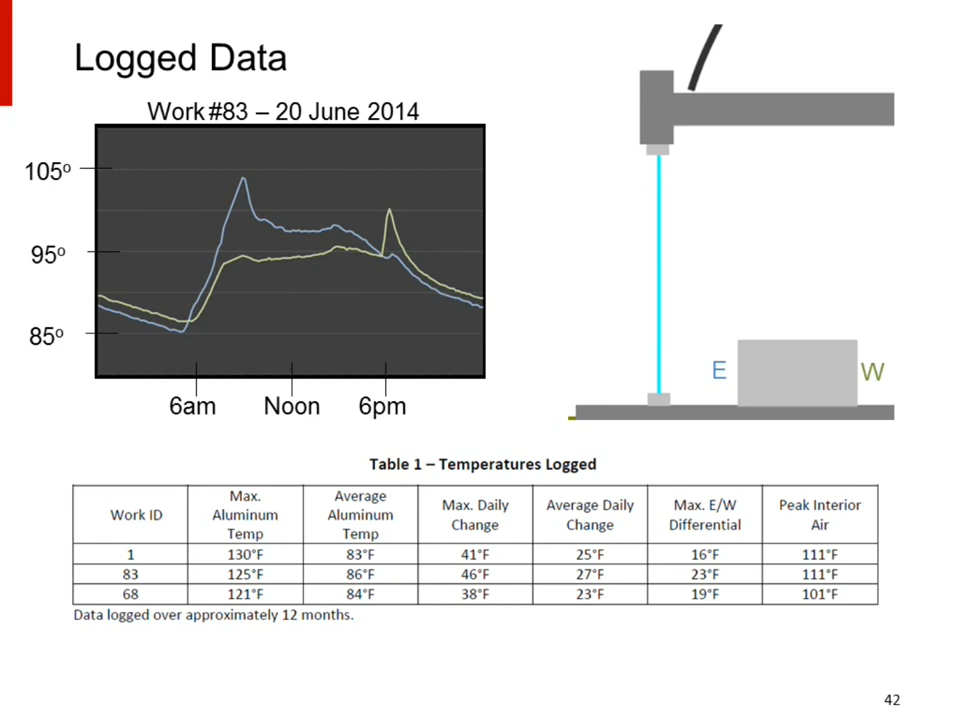 Logged Data
Work #83 – 20 June 2014
105º
95º
85º
6am Noon 6pm
E W
Table 1 – Temperatures Logged
Work ID Max. Aluminum Temp Average Aluminum Temp Max. Daily Change Average Daily Change Max. E/W Differential Peak Interior Air
1 130°F 83°F 41°F 25°F 16°F 111°F
83 125°F 86°F 46°F 27°F 23°F 111°F
68 121°F 84°F 38°F 23°F 19°F 101°F
Data logged over approximately 12 months.
42